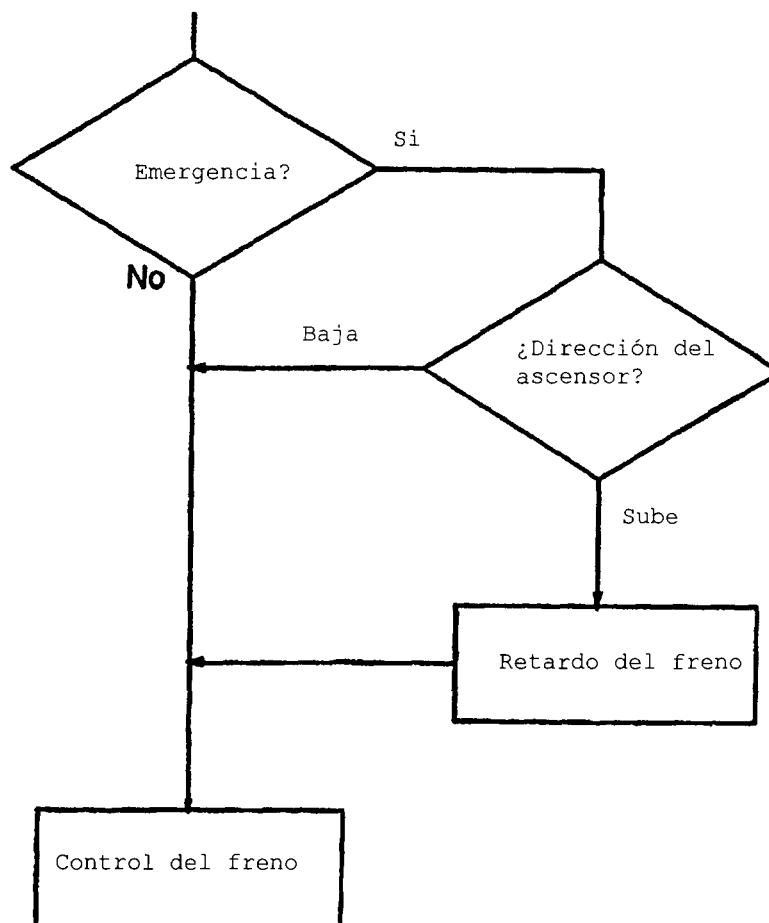 Si
Emergencia?
No
Baja
¿Dirección del
ascensor?
Sube
Retardo del freno
Control del freno